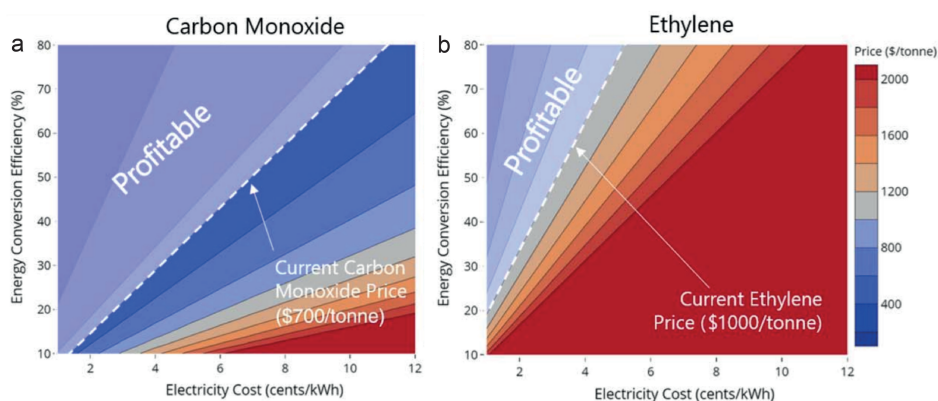 Carbon Monoxide
Ethylene
a
b
Price ($/tonne)
Energy Conversion Efficiency (%)
80
70
60
50
40
30
20
10
Profitable
Current Carbon
Monoxide Price
($700/tonne)
2
4
6
8
10
12
Electricity Cost (cents/kWh)
Energy Conversion Efficiency (%)
80
70
60
50
40
30
20
10
Profitable
Current Ethylene
Price ($1000/tonne)
2
4
6
8
10
12
Electricity Cost (cents/kWh)
2000
1600
1200
800
400